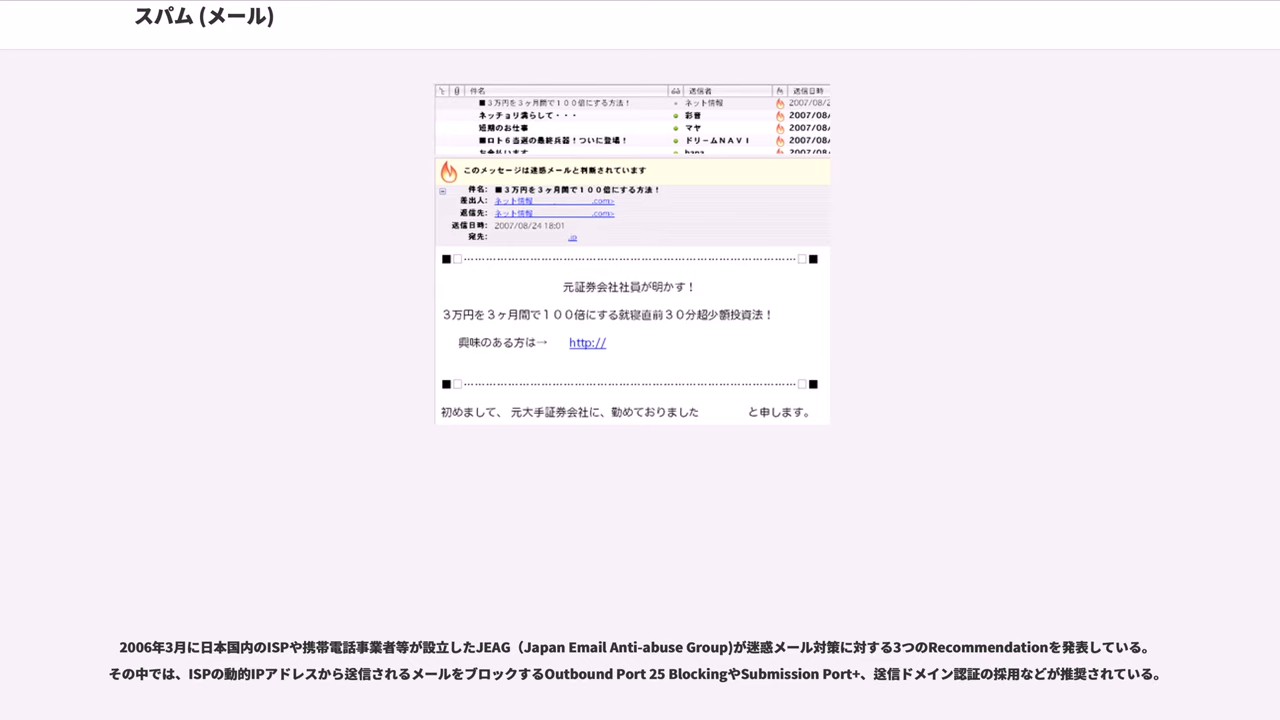 スパム (メール)
件名 送信者 送信日時
■３万円を３ヶ月間で１００倍にする方法！ ネット情報 2007/08/2
ネッチョリ濡らして・・・ 彩音 2007/08/
短期のお仕事 マヤ 2007/08/
■ロト６当選の最終兵器！ついに登場！ ドリームＮＡＶＩ 2007/08/
お金払います hana 2007/08/
このメッセージは迷惑メールと判断されています
件名: ■３万円を３ヶ月間で１００倍にする方法！
差出人: ネット情報 .com>
返信先: ネット情報 .com>
送信日時: 2007/08/24 18:01
宛先: .jp
■□………………………………………………………………………□■
元証券会社社員が明かす！
３万円を３ヶ月間で１００倍にする就寝直前３０分超少額投資法！
興味のある方は→ http://
■□………………………………………………………………………□■
初めまして、 元大手証券会社に、勤めておりました と申します。
2006年3月に日本国内のISPや携帯電話事業者等が設立したJEAG（Japan Email Anti-abuse Group)が迷惑メール対策に対する3つのRecommendationを発表している。
その中では、ISPの動的IPアドレスから送信されるメールをブロックするOutbound Port 25 BlockingやSubmission Port+、送信ドメイン認証の採用などが推奨されている。